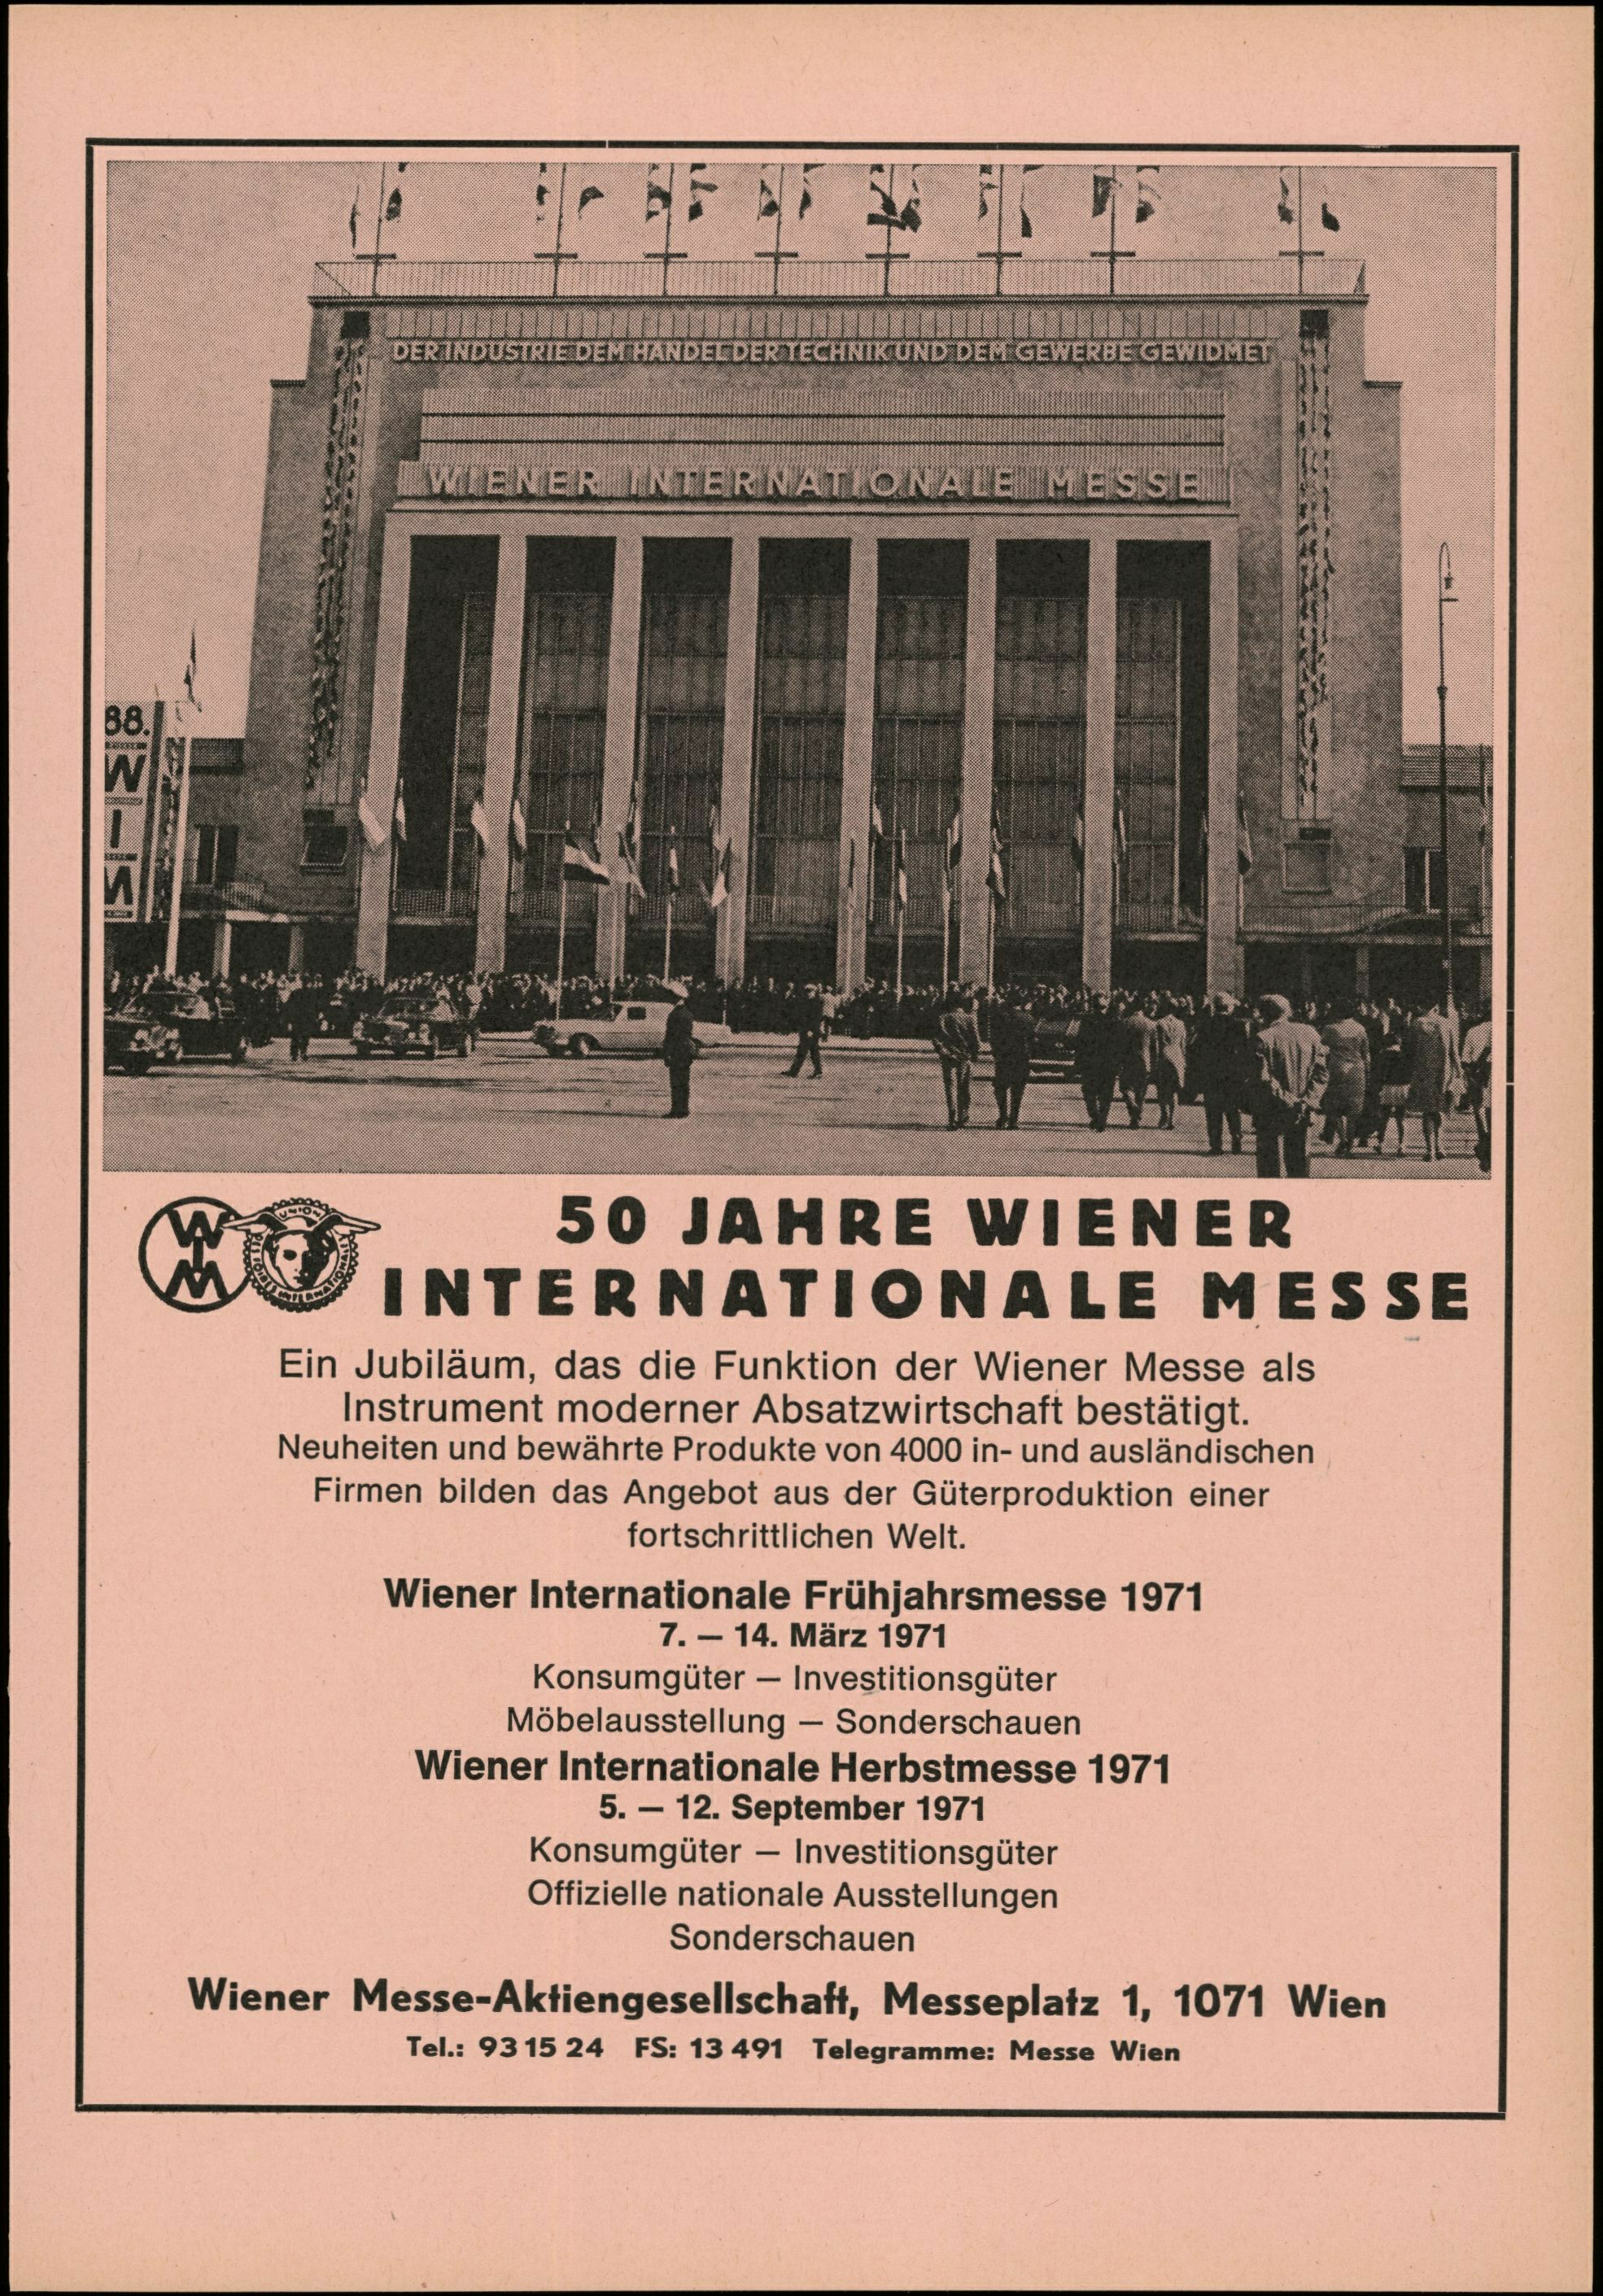 DER INDUSTRIE DEM HANDEL DER TECHNIK UND DEM GEWERBE GEWIDMET
WIENER INTERNATIONALE MESSE
88.
W
I
M
W
I
M
UNION
DES FOIRES INTERNATIONALES
50 JAHRE WIENER
INTERNATIONALE MESSE
Ein Jubiläum, das die Funktion der Wiener Messe als
Instrument moderner Absatzwirtschaft bestätigt.
Neuheiten und bewährte Produkte von 4000 in- und ausländischen
Firmen bilden das Angebot aus der Güterproduktion einer
fortschrittlichen Welt.
Wiener Internationale Frühjahrsmesse 1971
7. — 14. März 1971
Konsumgüter — Investitionsgüter
Möbelausstellung — Sonderschauen
Wiener Internationale Herbstmesse 1971
5. — 12. September 1971
Konsumgüter — Investitionsgüter
Offizielle nationale Ausstellungen
Sonderschauen
Wiener Messe-Aktiengesellschaft, Messeplatz 1, 1071 Wien
Tel.: 93 15 24 FS: 13 491 Telegramme: Messe Wien